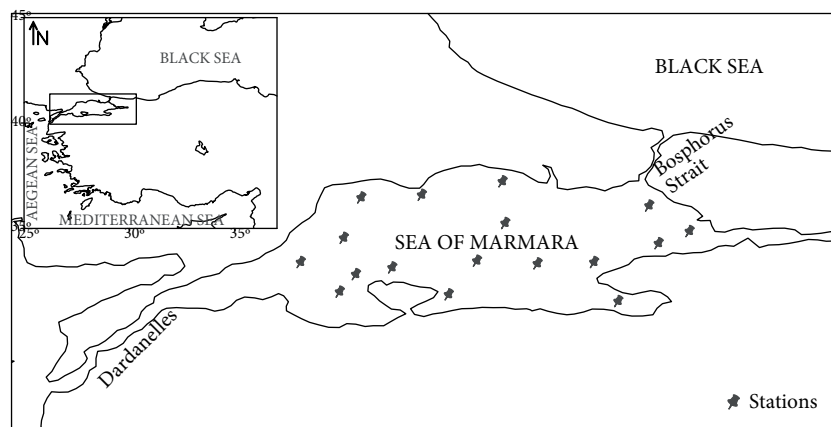 45°
N
BLACK SEA
40°
AEGEAN SEA
MEDITERRANEAN SEA
35°
25°
30°
35°
BLACK SEA
Bosphorus
Strait
SEA OF MARMARA
Dardanelles
Stations